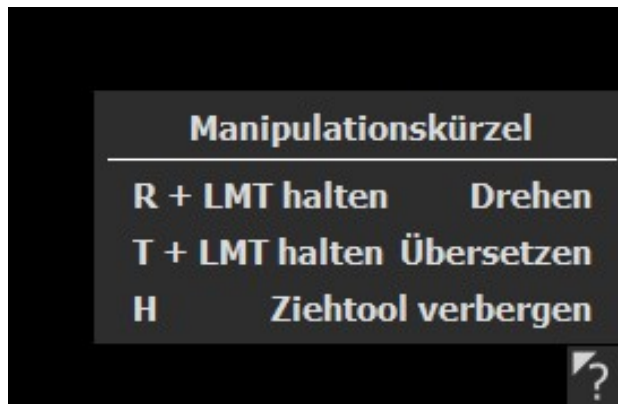 Manipulationskürzel
R + LMT halten Drehen
T + LMT halten Übersetzen
H Ziehtool verbergen
?